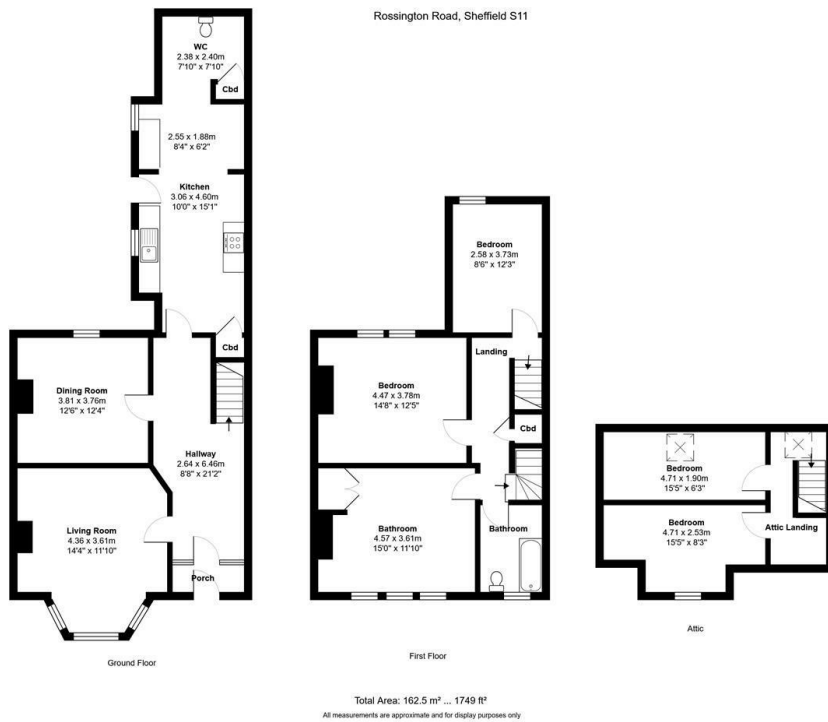 Rossington Road, Sheffield S11
WC
2.38 x 2.40m
7'10" x 7'10"
Cbd
2.55 x 1.88m
8'4" x 6'2"
Kitchen
3.06 x 4.60m
10'0" x 15'1"
Cbd
Dining Room
3.81 x 3.76m
12'6" x 12'4"
Hallway
2.64 x 6.46m
8'8" x 21'2"
Living Room
4.36 x 3.61m
14'4" x 11'10"
Porch
Ground Floor
Bedroom
2.58 x 3.73m
8'6" x 12'3"
Landing
Bedroom
4.47 x 3.78m
14'8" x 12'5"
Cbd
Bathroom
4.57 x 3.61m
15'0" x 11'10"
Bathroom
First Floor
Bedroom
4.71 x 1.90m
15'5" x 6'3"
Bedroom
4.71 x 2.53m
15'5" x 8'3"
Attic Landing
Attic
Total Area: 162.5 m² ... 1749 ft²
All measurements are approximate and for display purposes only